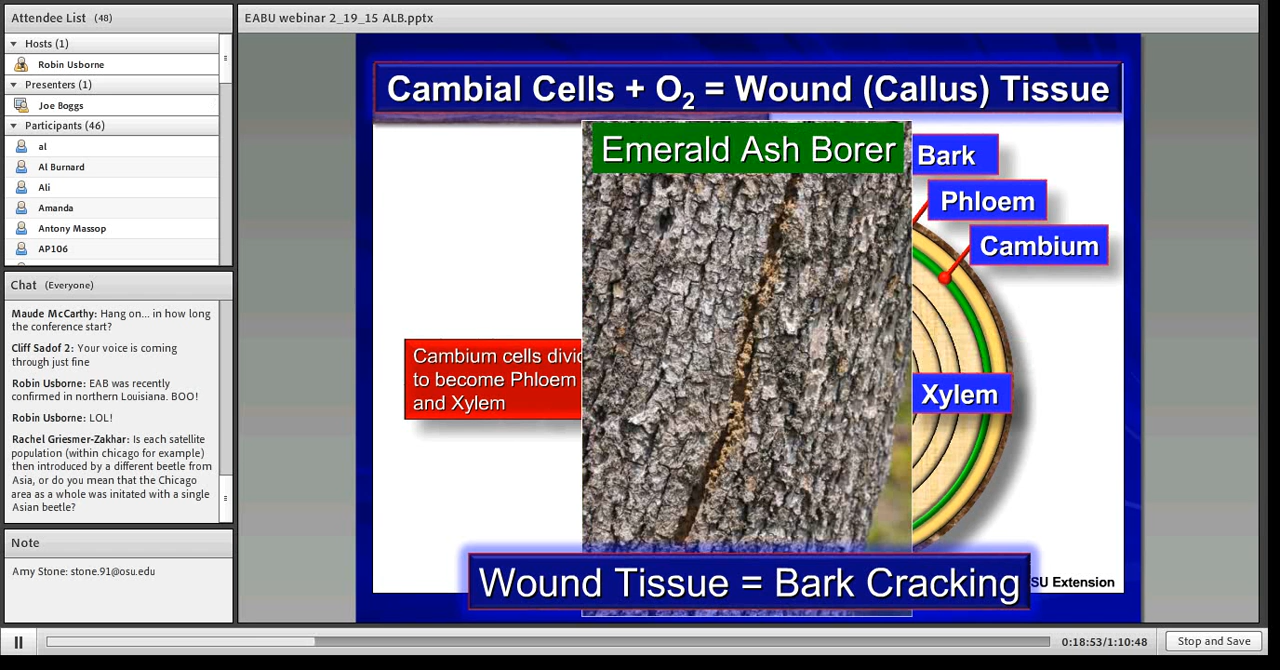 Attendee List (48)
Hosts (1)
Robin Usborne
Presenters (1)
Joe Boggs
Participants (46)
al
Al Burnard
Ali
Amanda
Antony Massop
AP106
Chat (Everyone)
Maude McCarthy: Hang on... in how long
the conference start?
Cliff Sadof 2: Your voice is coming
through just fine
Robin Usborne: EAB was recently
confirmed in northern Louisiana. BOO!
Robin Usborne: LOL!
Rachel Griesmer-Zakhar: Is each satellite
population (within chicago for example)
then introduced by a different beetle from
Asia, or do you mean that the Chicago
area as a whole was initated with a single
Asian beetle?
Note
Amy Stone: stone.91@osu.edu
EABU webinar 2_19_15 ALB.pptx
Cambial Cells + O2 = Wound (Callus) Tissue
Emerald Ash Borer
Bark
Phloem
Cambium
Cambium cells divid
to become Phloem
and Xylem
Xylem
Wound Tissue = Bark Cracking
SU Extension
0:18:53/1:10:48
Stop and Save